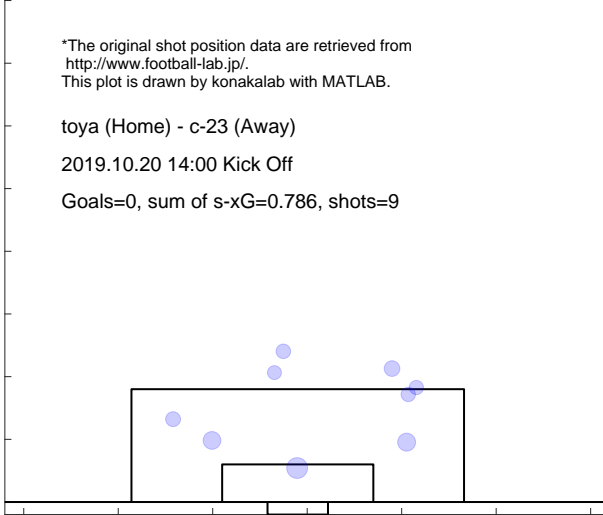 *The original shot position data are retrieved from
http://www.football-lab.jp/.
This plot is drawn by konakalab with MATLAB.
toya (Home) - c-23 (Away)
2019.10.20 14:00 Kick Off
Goals=0, sum of s-xG=0.786, shots=9